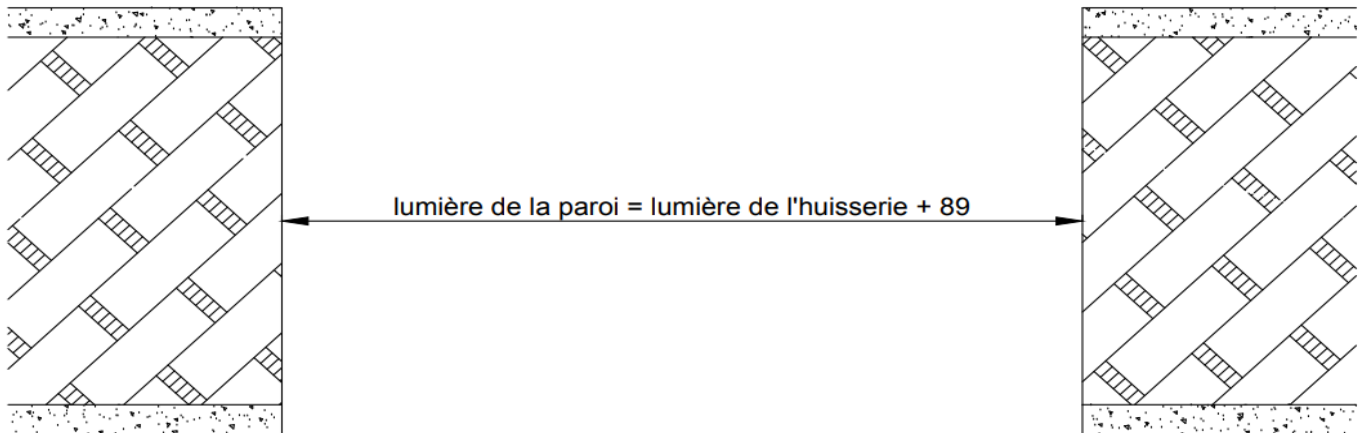 lumière de la paroi = lumière de l'huisserie + 89